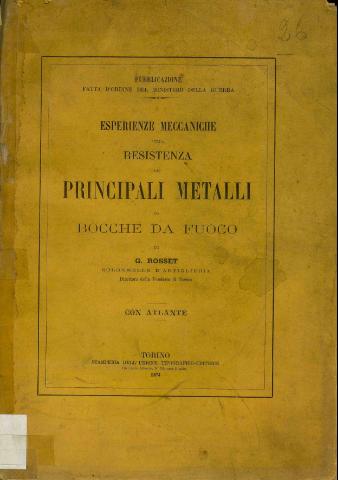 26
PUBBLICAZIONE
FATTA D'ORDINE DEL MINISTERO DELLA GUERRA
ESPERIENZE MECCANICHE
SULLA
RESISTENZA
DEI
PRINCIPALI METALLI
DA
BOCCHE DA FUOCO
DI
G. ROSSET
COLONNELLO D'ARTIGLIERIA
Direttore della Fonderia di Torino
CON ATLANTE
TORINO
STAMPERIA DELL'UNIONE TIPOGRAFICO-EDITRICE
1874